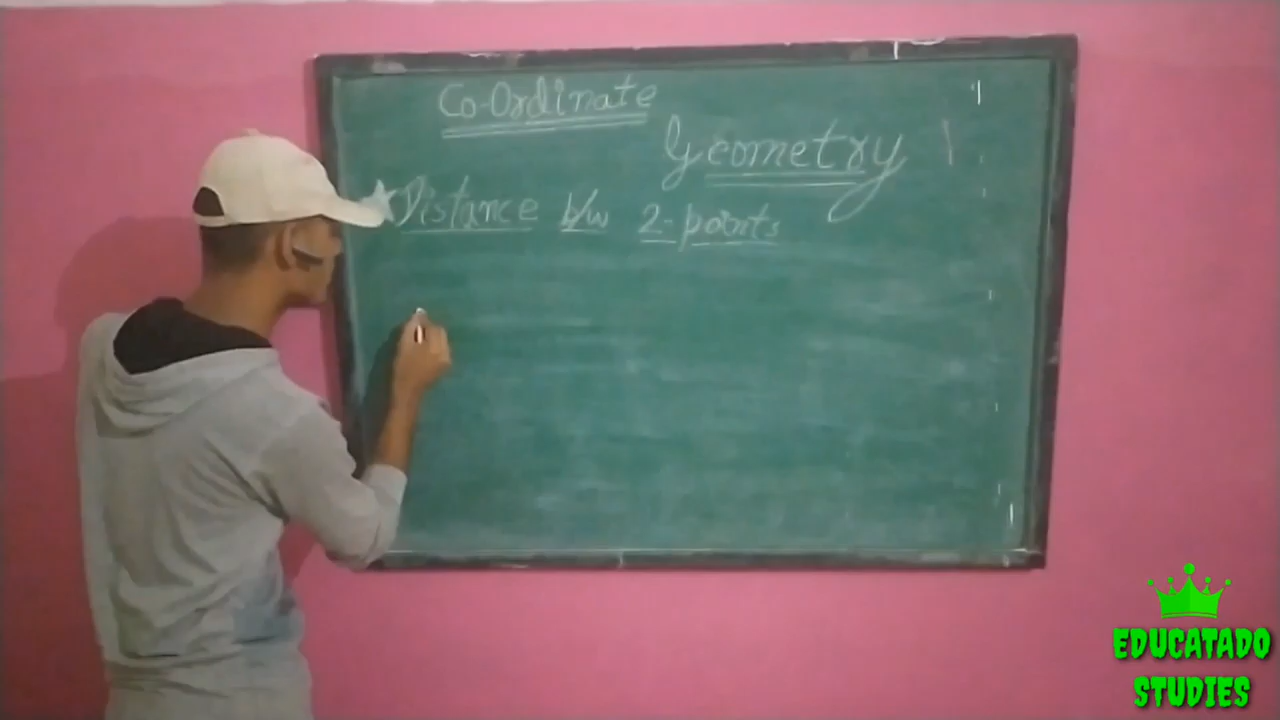 Co-Ordinate
Geometry
★ Distance b/w 2-points
EDUCATADO
STUDIES